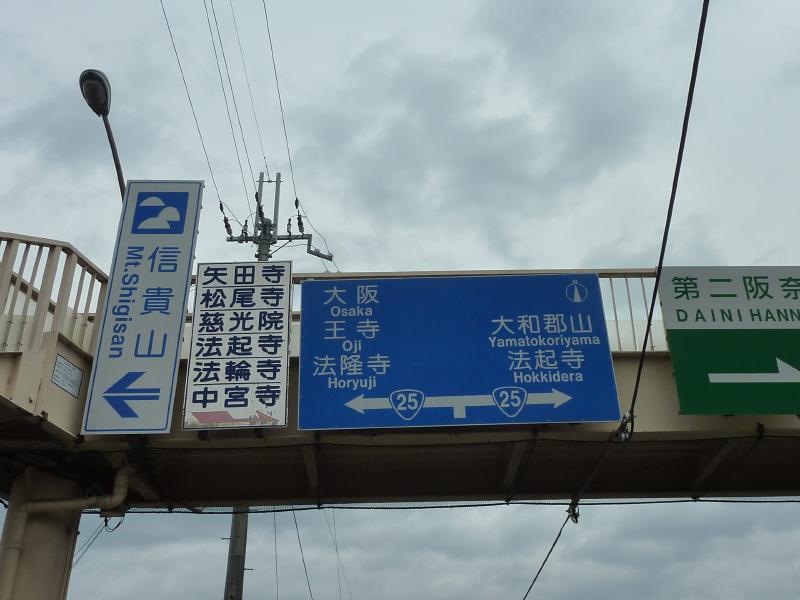 信貴山
Mt.Shigisan
矢田寺
松尾寺
慈光院
法起寺
法輪寺
中宮寺
大阪
Osaka
王寺
Oji
法隆寺
Horyuji
大和郡山
Yamatokoriyama
法起寺
Hokkidera
25
25
第二阪奈
DAINI HANN